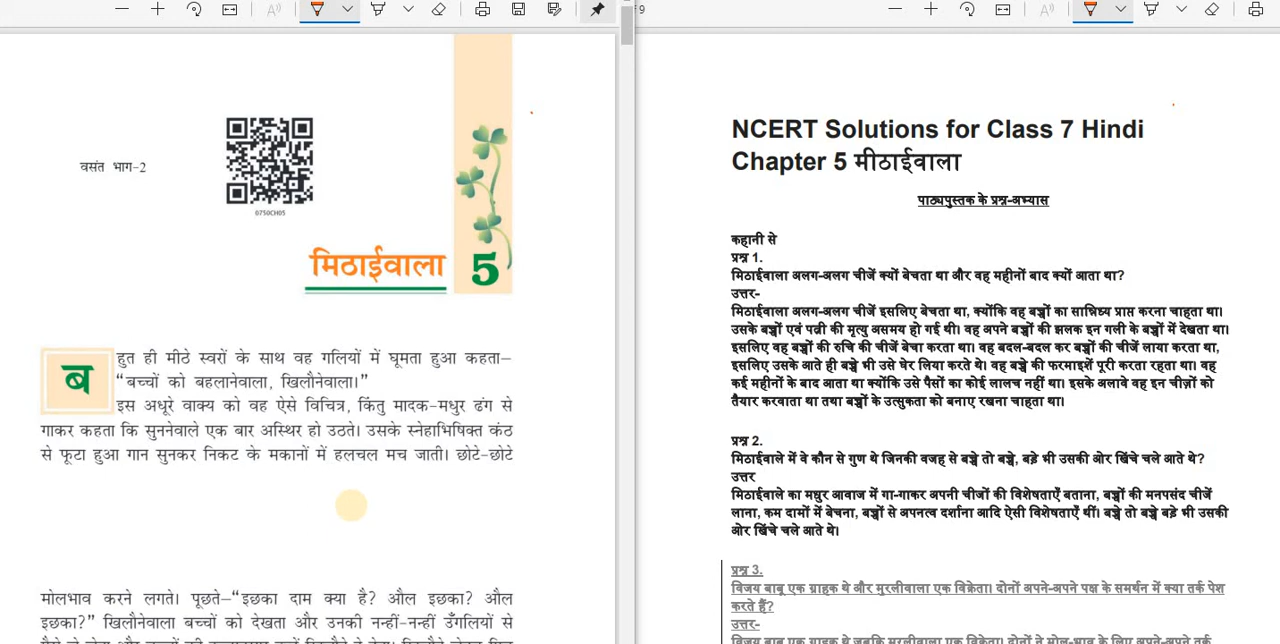 9
वसंत भाग-2
0750CH05
मिठाईवाला 5
बहुत ही मीठे स्वरों के साथ वह गलियों में घूमता हुआ कहता–
“बच्चों को बहलानेवाला, खिलौनेवाला।”
इस अधूरे वाक्य को वह ऐसे विचित्र, किंतु मादक-मधुर ढंग से
गाकर कहता कि सुननेवाले एक बार अस्थिर हो उठते। उसके स्नेहाभिषिक्त कंठ
से फूटा हुआ गान सुनकर निकट के मकानों में हलचल मच जाती। छोटे-छोटे
मोलभाव करने लगते। पूछते–“इछका दाम क्या है? औल इछका? औल
इछका?” खिलौनेवाला बच्चों को देखता और उनकी नन्हीं-नन्हीं उँगलियों से
NCERT Solutions for Class 7 Hindi
Chapter 5 मीठाईवाला
पाठ्यपुस्तक के प्रश्न-अभ्यास
कहानी से
प्रश्न 1.
मिठाईवाला अलग-अलग चीजें क्यों बेचता था और वह महीनों बाद क्यों आता था?
उत्तर-
मिठाईवाला अलग-अलग चीजें इसलिए बेचता था, क्योंकि वह बच्चों का सान्निध्य प्राप्त करना चाहता था।
उसके बच्चों एवं पत्नी की मृत्यु असमय हो गई थी। वह अपने बच्चों की झलक इन गली के बच्चों में देखता था।
इसलिए वह बच्चों की रुचि की चीजें बेचा करता था। वह बदल-बदल कर बच्चों की चीजें लाया करता था,
इसलिए उसके आते ही बच्चे भी उसे घेर लिया करते थे। वह बच्चे की फरमाइशें पूरी करता रहता था। वह
कई महीनों के बाद आता था क्योंकि उसे पैसों का कोई लालच नहीं था। इसके अलावे वह इन चीज़ों को
तैयार करवाता था तथा बच्चों के उत्सुकता को बनाए रखना चाहता था।
प्रश्न 2.
मिठाईवाले में वे कौन से गुण थे जिनकी वजह से बच्चे तो बच्चे, बड़े भी उसकी ओर खिंचे चले आते थे?
उत्तर
मिठाईवाले का मधुर आवाज में गा-गाकर अपनी चीजों की विशेषताएँ बताना, बच्चों की मनपसंद चीजें
लाना, कम दामों में बेचना, बच्चों से अपनत्व दर्शाना आदि ऐसी विशेषताएँ थीं। बच्चे तो बच्चे बड़े भी उसकी
ओर खिंचे चले आते थे।
प्रश्न 3.
विजय बाबू एक ग्राहक थे और मुरलीवाला एक विक्रेता। दोनों अपने-अपने पक्ष के समर्थन में क्या तर्क पेश
करते हैं?
उत्तर-